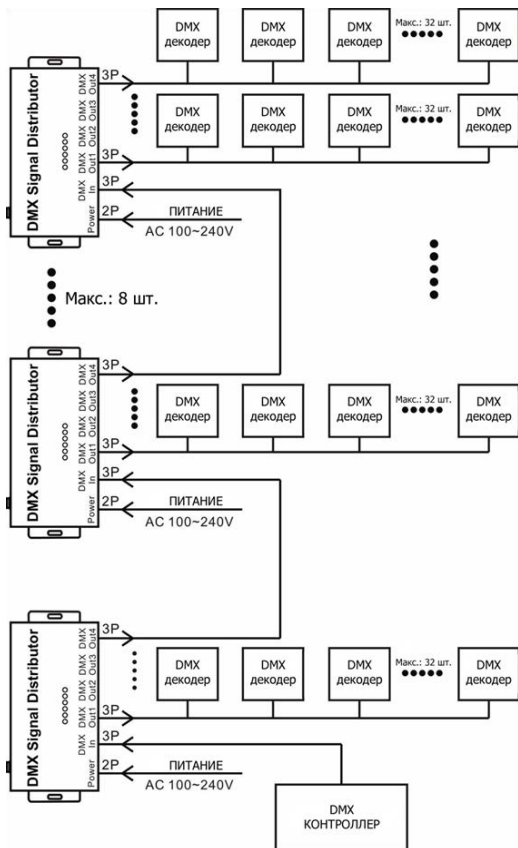 DMX
декодер
DMX
декодер
DMX
декодер
Макс.: 32 шт.
DMX
декодер
DMX Signal Distributor
DMX
Out4
DMX
Out3
DMX
Out2
DMX
Out1
DMX
In
Power
3P
3P
3P
2P
DMX
декодер
DMX
декодер
DMX
декодер
Макс.: 32 шт.
DMX
декодер
ПИТАНИЕ
AC 100~240V
Макс.: 8 шт.
DMX Signal Distributor
DMX
Out4
DMX
Out3
DMX
Out2
DMX
Out1
DMX
In
Power
3P
3P
3P
2P
DMX
декодер
DMX
декодер
DMX
декодер
Макс.: 32 шт.
DMX
декодер
ПИТАНИЕ
AC 100~240V
DMX Signal Distributor
DMX
Out4
DMX
Out3
DMX
Out2
DMX
Out1
DMX
In
Power
3P
3P
3P
2P
DMX
декодер
DMX
декодер
DMX
декодер
Макс.: 32 шт.
DMX
декодер
ПИТАНИЕ
AC 100~240V
DMX
КОНТРОЛЛЕР